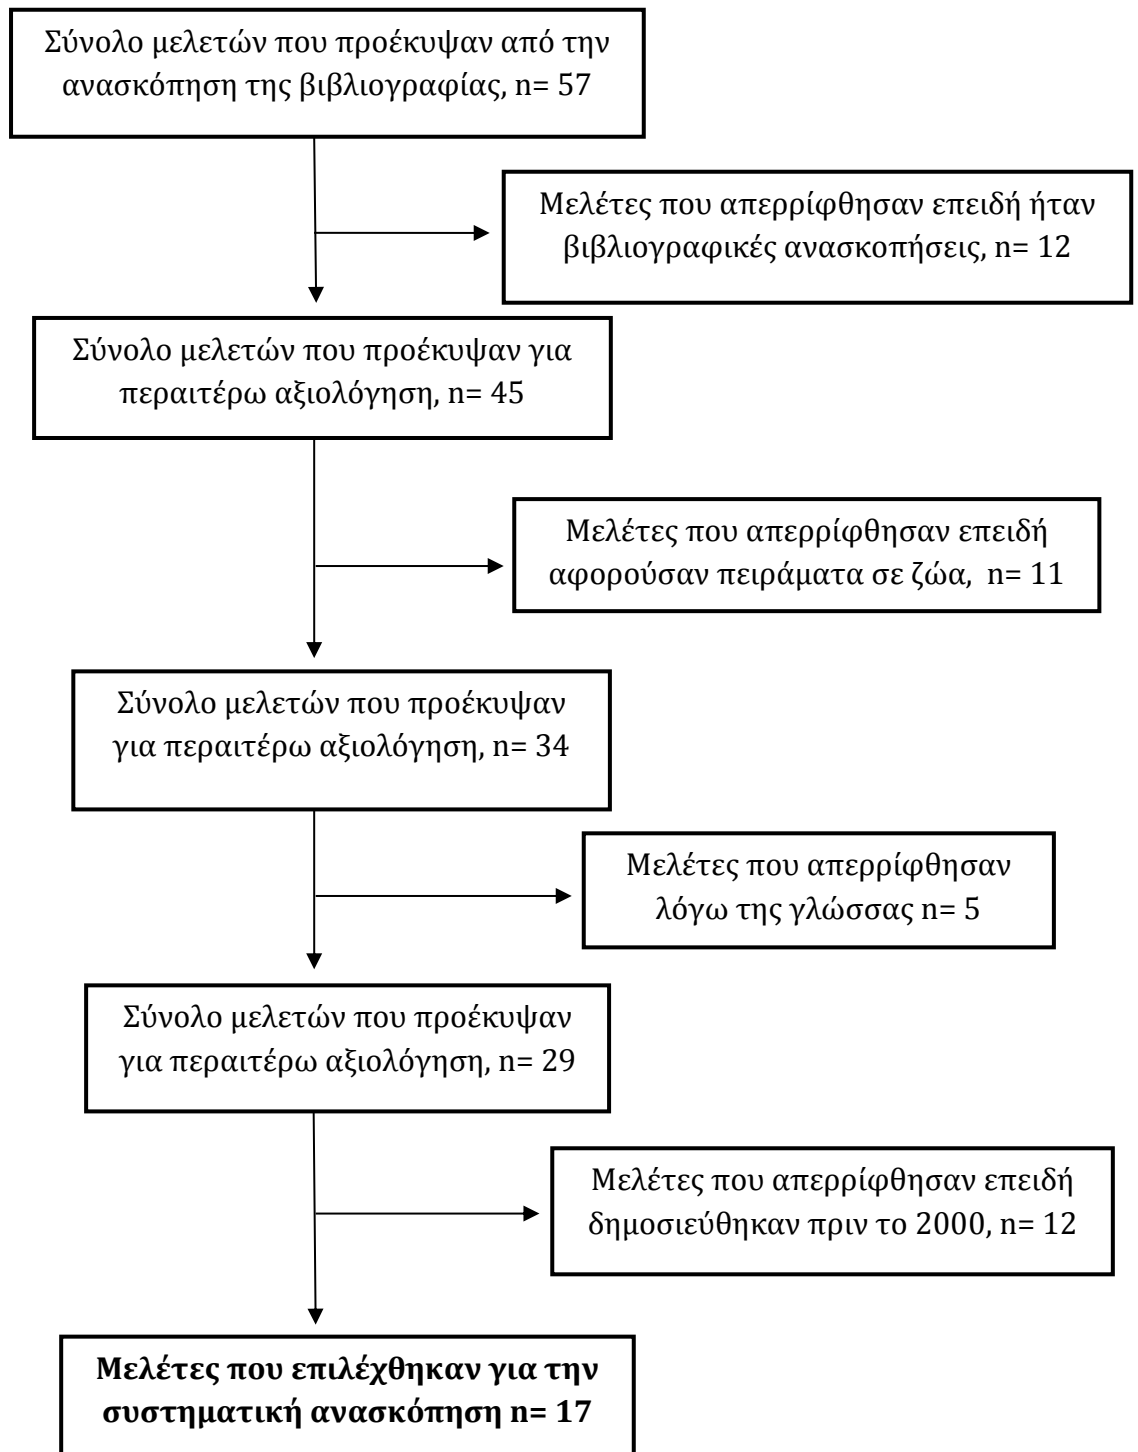 Σύνολο μελετών που προέκυψαν από την
ανασκόπηση της βιβλιογραφίας, n= 57
Μελέτες που απερρίφθησαν επειδή ήταν
βιβλιογραφικές ανασκοπήσεις, n= 12
Σύνολο μελετών που προέκυψαν για
περαιτέρω αξιολόγηση, n= 45
Μελέτες που απερρίφθησαν επειδή
αφορούσαν πειράματα σε ζώα,  n= 11
Σύνολο μελετών που προέκυψαν
για περαιτέρω αξιολόγηση, n= 34
Μελέτες που απερρίφθησαν
λόγω της γλώσσας n= 5
Σύνολο μελετών που προέκυψαν
για περαιτέρω αξιολόγηση, n= 29
Μελέτες που απερρίφθησαν επειδή
δημοσιεύθηκαν πριν το 2000, n= 12
Μελέτες που επιλέχθηκαν για την
συστηματική ανασκόπηση n= 17